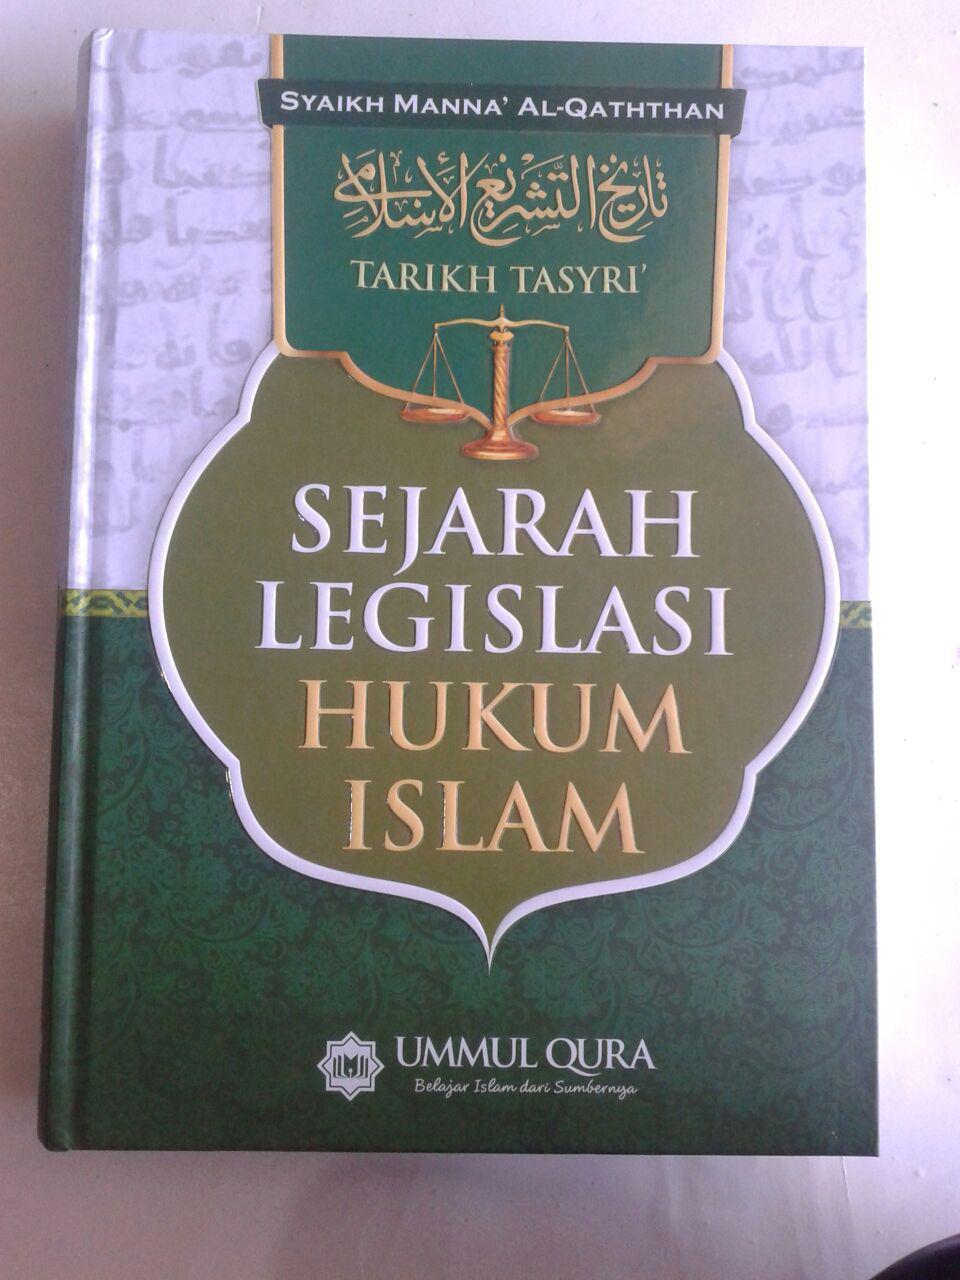 SYAIKH MANNA' AL-QATHTHAN
تاريخ التشريع الإسلامي
TARIKH TASYRI'
SEJARAH
LEGISLASI
HUKUM
ISLAM
UMMUL QURA
Belajar Islam dari Sumbernya